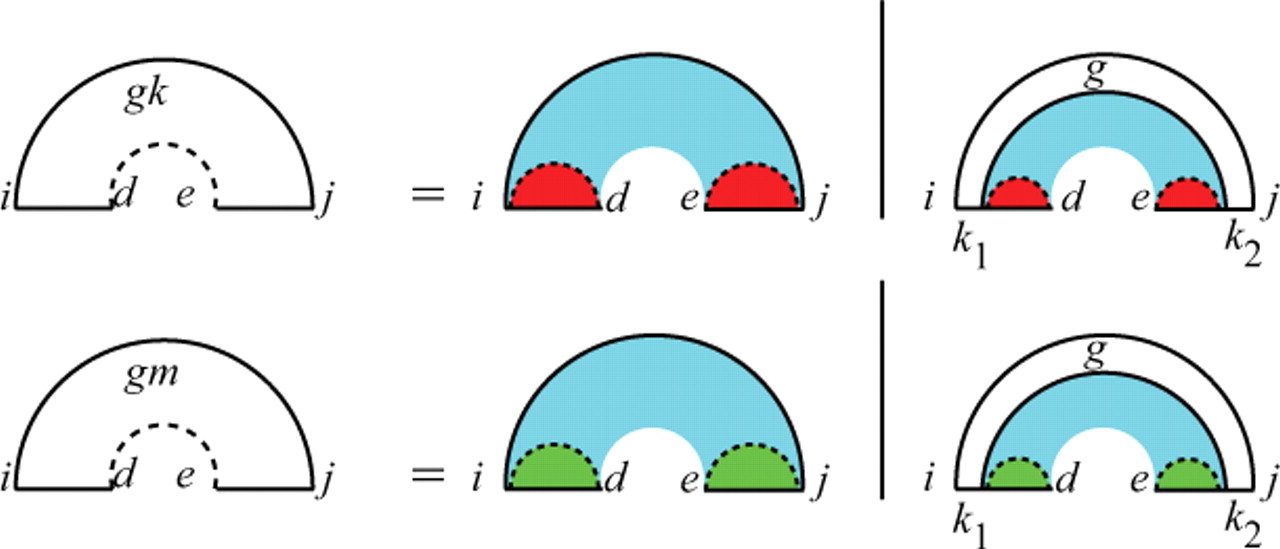 gk
g
i d e j = i d e j i d e j
k1 k2
gm
g
i d e j = i d e j i d e j
k1 k2